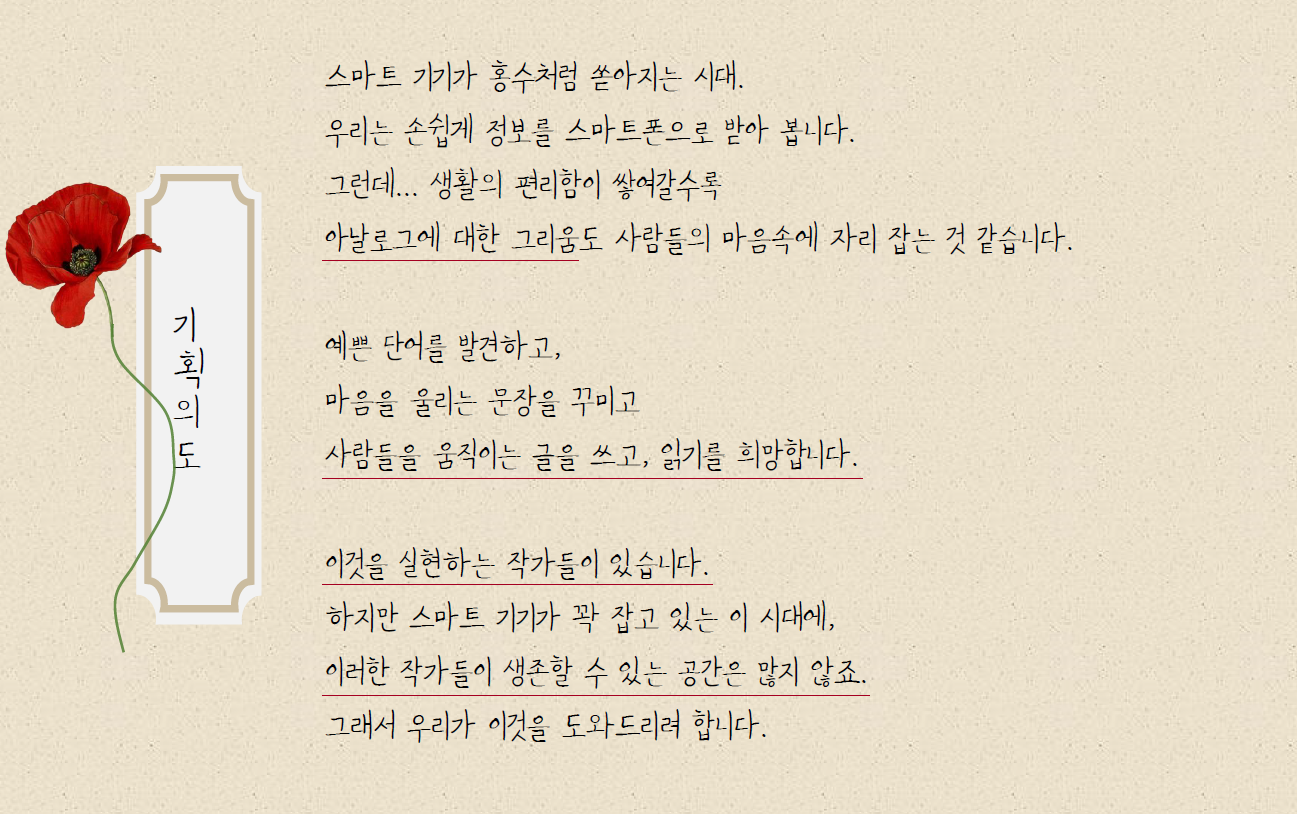 기획의도
스마트 기기가 홍수처럼 쏟아지는 시대.
우리는 손쉽게 정보를 스마트폰으로 받아 봅니다.
그런데... 생활의 편리함이 쌓여갈수록
아날로그에 대한 그리움도 사람들의 마음속에 자리 잡는 것 같습니다.
예쁜 단어를 발견하고,
마음을 울리는 문장을 꾸미고
사람들을 움직이는 글을 쓰고, 읽기를 희망합니다.
이것을 실현하는 작가들이 있습니다.
하지만 스마트 기기가 꽉 잡고 있는 이 시대에,
이러한 작가들이 생존할 수 있는 공간은 많지 않죠.
그래서 우리가 이것을 도와드리려 합니다.